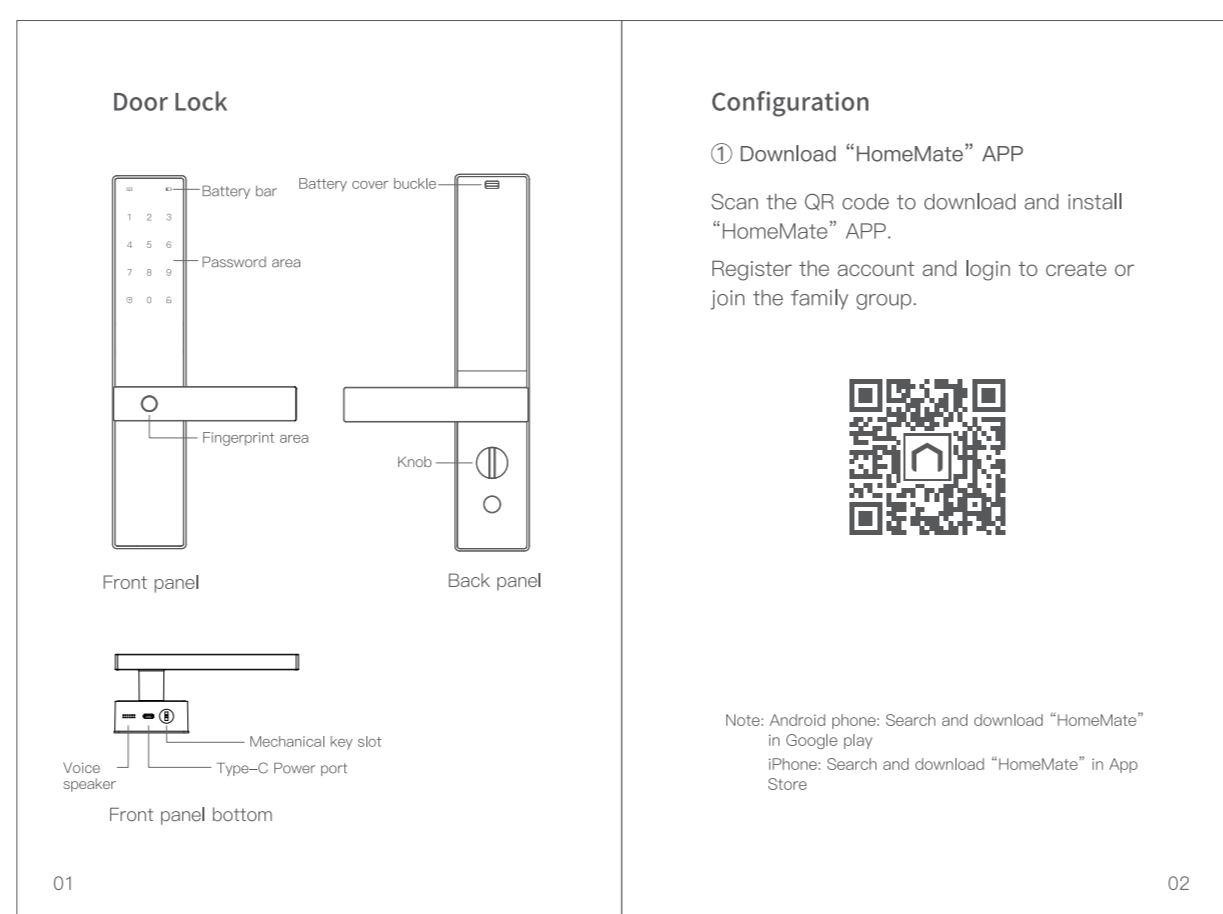 Door Lock
Battery bar
Battery cover buckle
1 2 3
4 5 6
7 8 9
0
Password area
Fingerprint area
Knob
Front panel
Back panel
Mechanical key slot
Voice
speaker
Type-C Power port
Front panel bottom
01
Configuration
① Download “HomeMate” APP
Scan the QR code to download and install
“HomeMate” APP.
Register the account and login to create or
join the family group.
Note: Android phone: Search and download “HomeMate”
in Google play
iPhone: Search and download “HomeMate” in App
Store
02